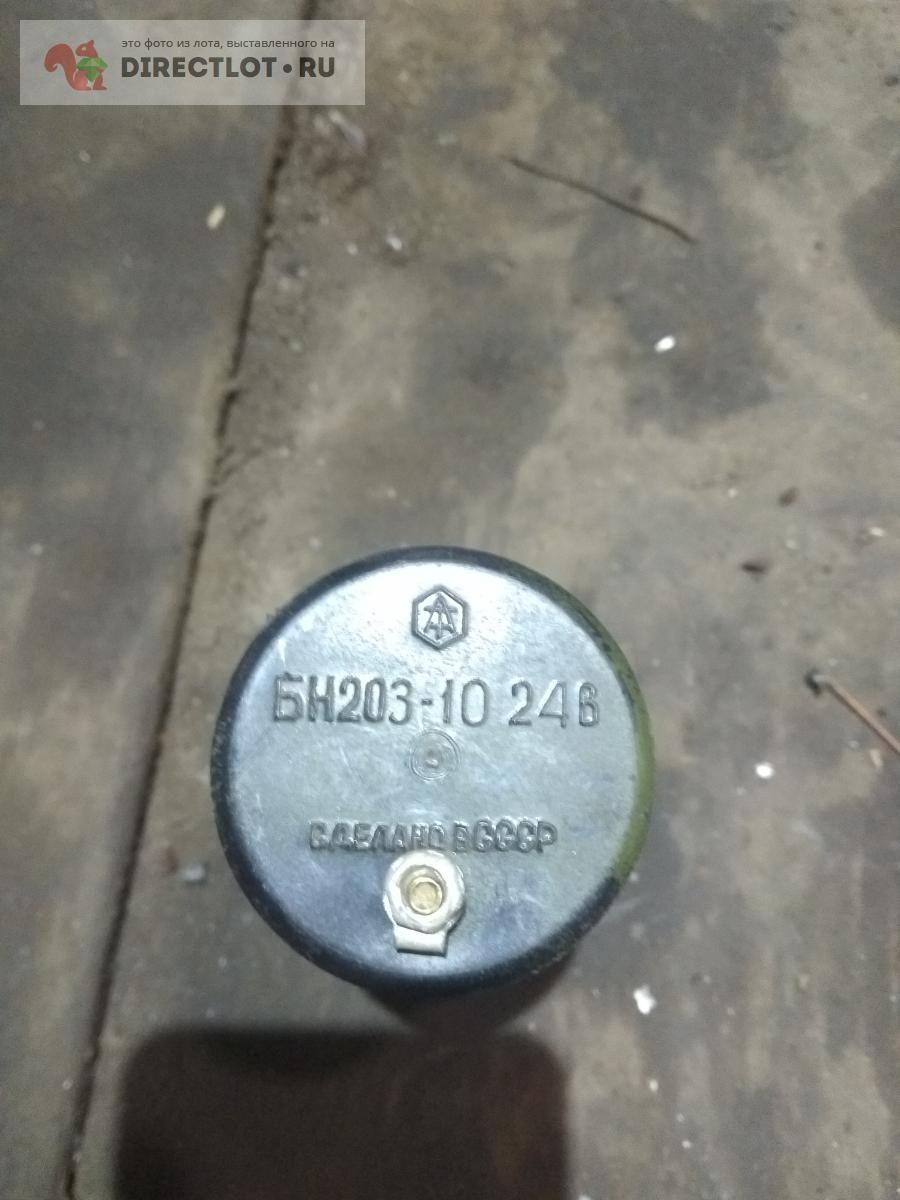 это фото из лота, выставленного на
DIRECTLOT•RU
БН203-10 24в
СДЕЛАНО В СССР